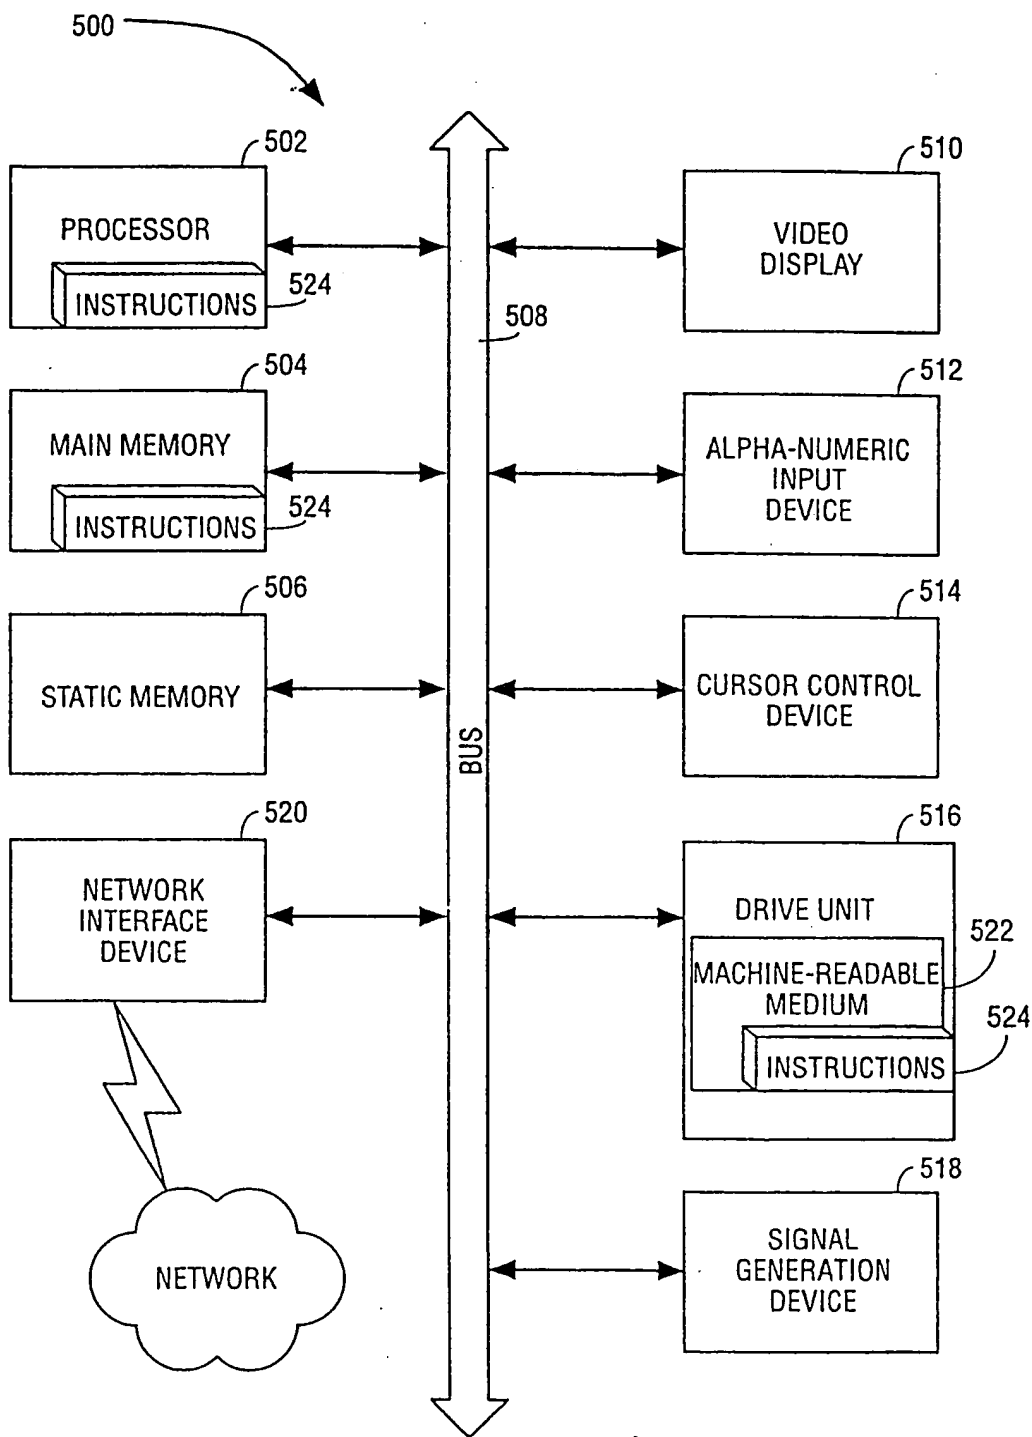 500
502
PROCESSOR
524
INSTRUCTIONS
504
MAIN MEMORY
524
INSTRUCTIONS
506
STATIC MEMORY
520
NETWORK
INTERFACE
DEVICE
NETWORK
508
BUS
510
VIDEO
DISPLAY
512
ALPHA-NUMERIC
INPUT
DEVICE
514
CURSOR CONTROL
DEVICE
516
DRIVE UNIT
522
MACHINE-READABLE
MEDIUM
524
INSTRUCTIONS
518
SIGNAL
GENERATION
DEVICE